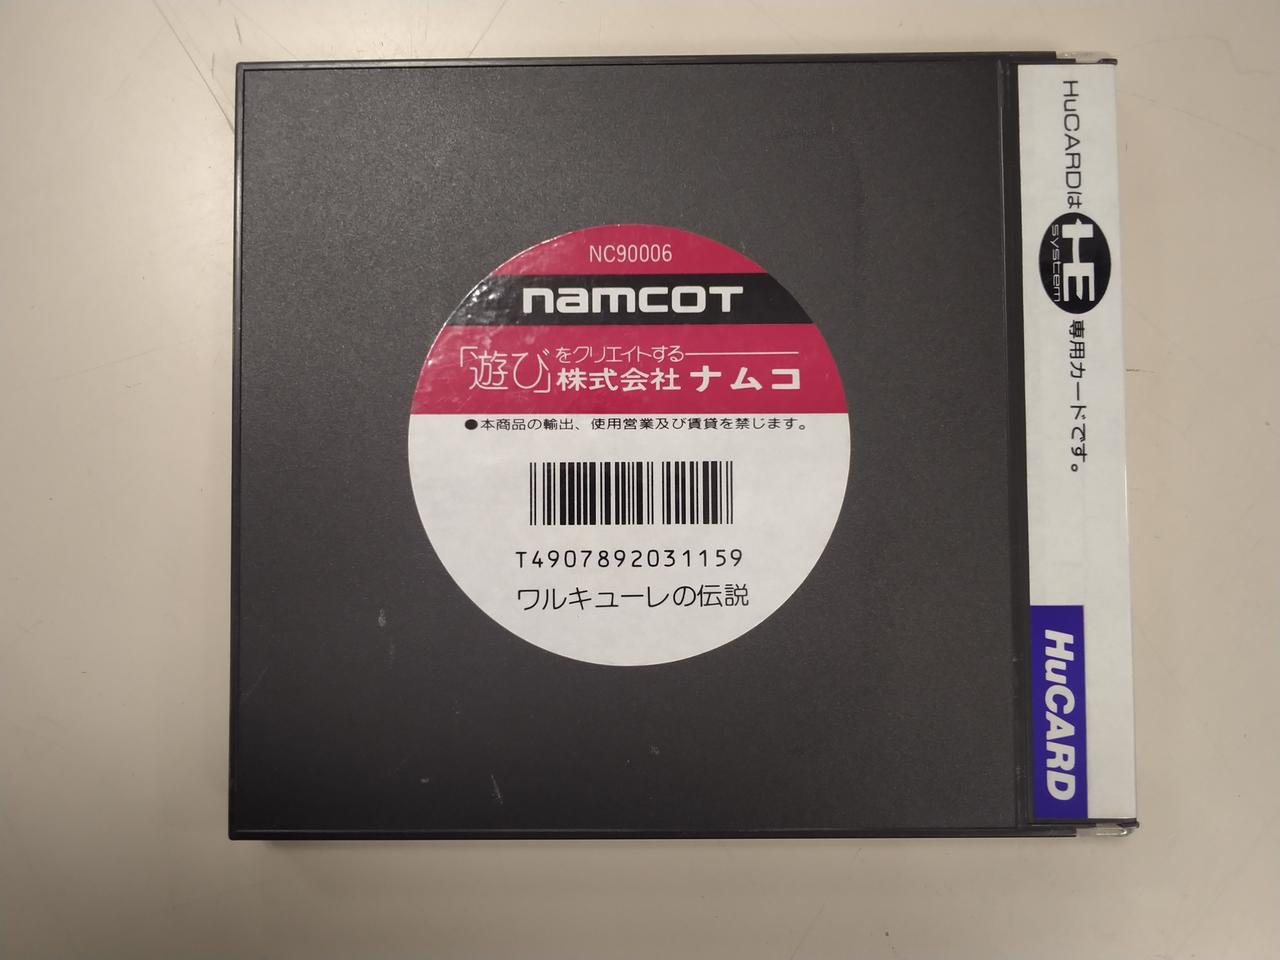 NC90006
namcot
「遊び」をクリエイトする
株式会社ナムコ
●本商品の輸出、使用営業及び賃貸を禁じます。
T4907892031159
ワルキューレの伝説
HuCARDは HE system 専用カードです。
HuCARD